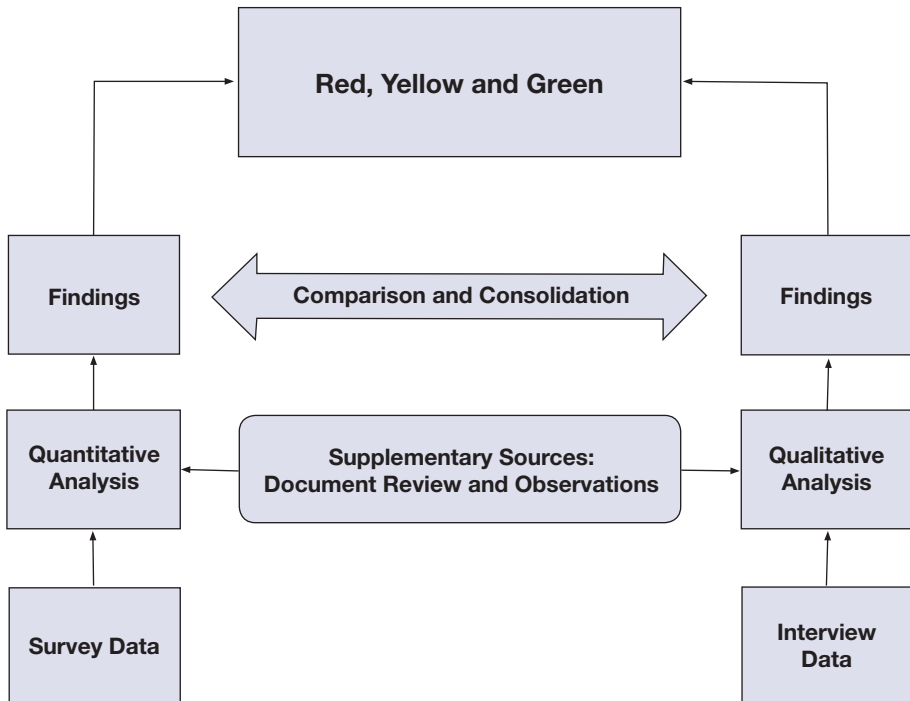 Red, Yellow and Green
Findings
Comparison and Consolidation
Findings
Quantitative
Analysis
Supplementary Sources:
Document Review and Observations
Qualitative
Analysis
Survey Data
Interview
Data